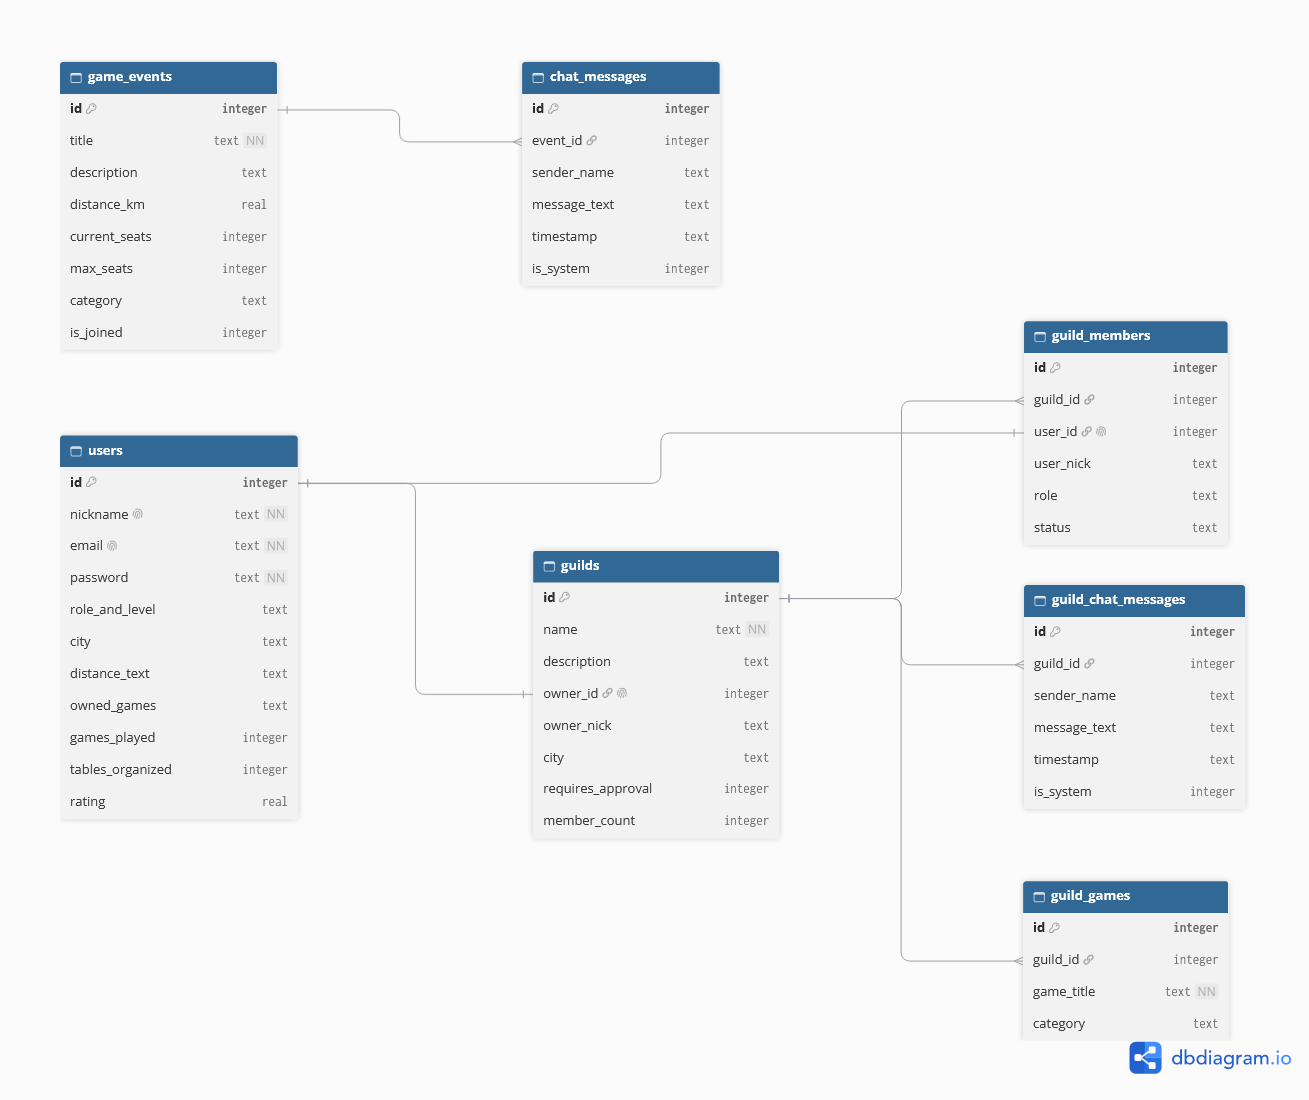 game_events
id integer
title text NN
description text
distance_km real
current_seats integer
max_seats integer
category text
is_joined integer
chat_messages
id integer
event_id integer
sender_name text
message_text text
timestamp text
is_system integer
guild_members
id integer
guild_id integer
user_id integer
user_nick text
role text
status text
users
id integer
nickname text NN
email text NN
password text NN
role_and_level text
city text
distance_text text
owned_games text
games_played integer
tables_organized integer
rating real
guilds
id integer
name text NN
description text
owner_id integer
owner_nick text
city text
requires_approval integer
member_count integer
guild_chat_messages
id integer
guild_id integer
sender_name text
message_text text
timestamp text
is_system integer
guild_games
id integer
guild_id integer
game_title text NN
category text
dbdiagram.io